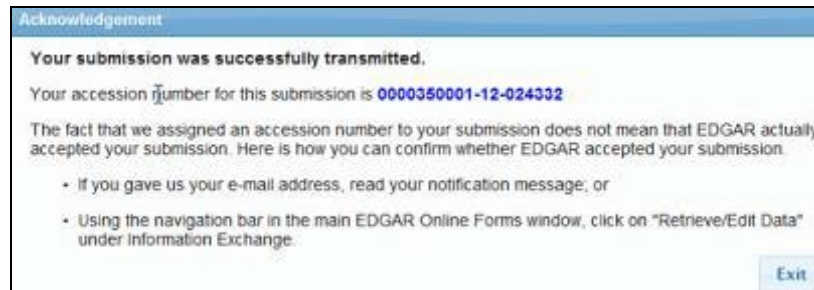 Acknowledgement
Your submission was successfully transmitted.
Your accession number for this submission is 0000350001-12-024332
The fact that we assigned an accession number to your submission does not mean that EDGAR actually
accepted your submission. Here is how you can confirm whether EDGAR accepted your submission.
• If you gave us your e-mail address, read your notification message; or
• Using the navigation bar in the main EDGAR Online Forms window, click on "Retrieve/Edit Data"
under Information Exchange.
Exit